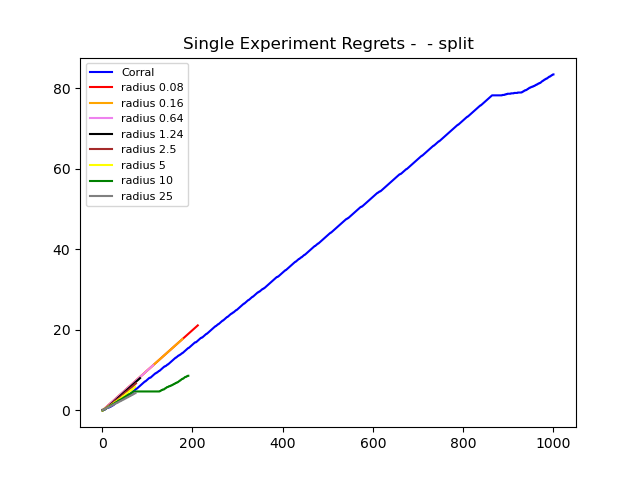 Single Experiment Regrets -  - split
Corral
radius 0.08
radius 0.16
radius 0.64
radius 1.24
radius 2.5
radius 5
radius 10
radius 25
80
60
40
20
0
0 200 400 600 800 1000